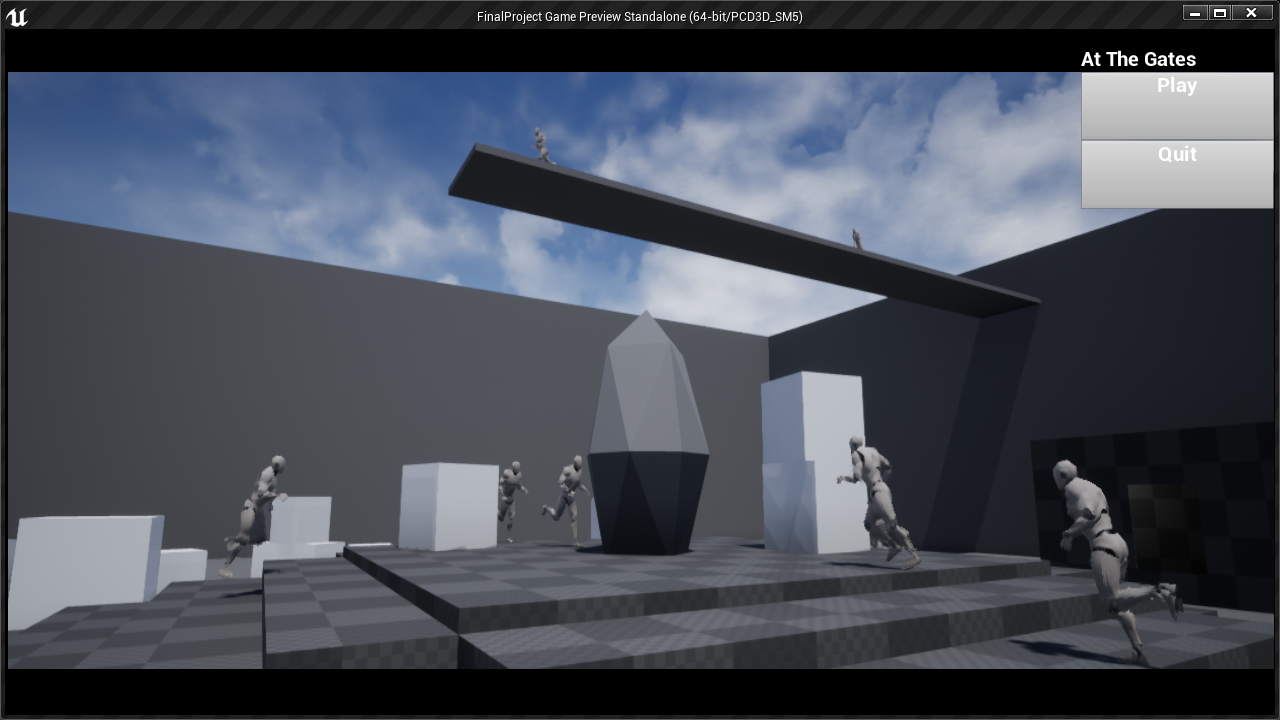 FinalProject Game Preview Standalone (64-bit/PCD3D_SM5)
At The Gates
Play
Quit